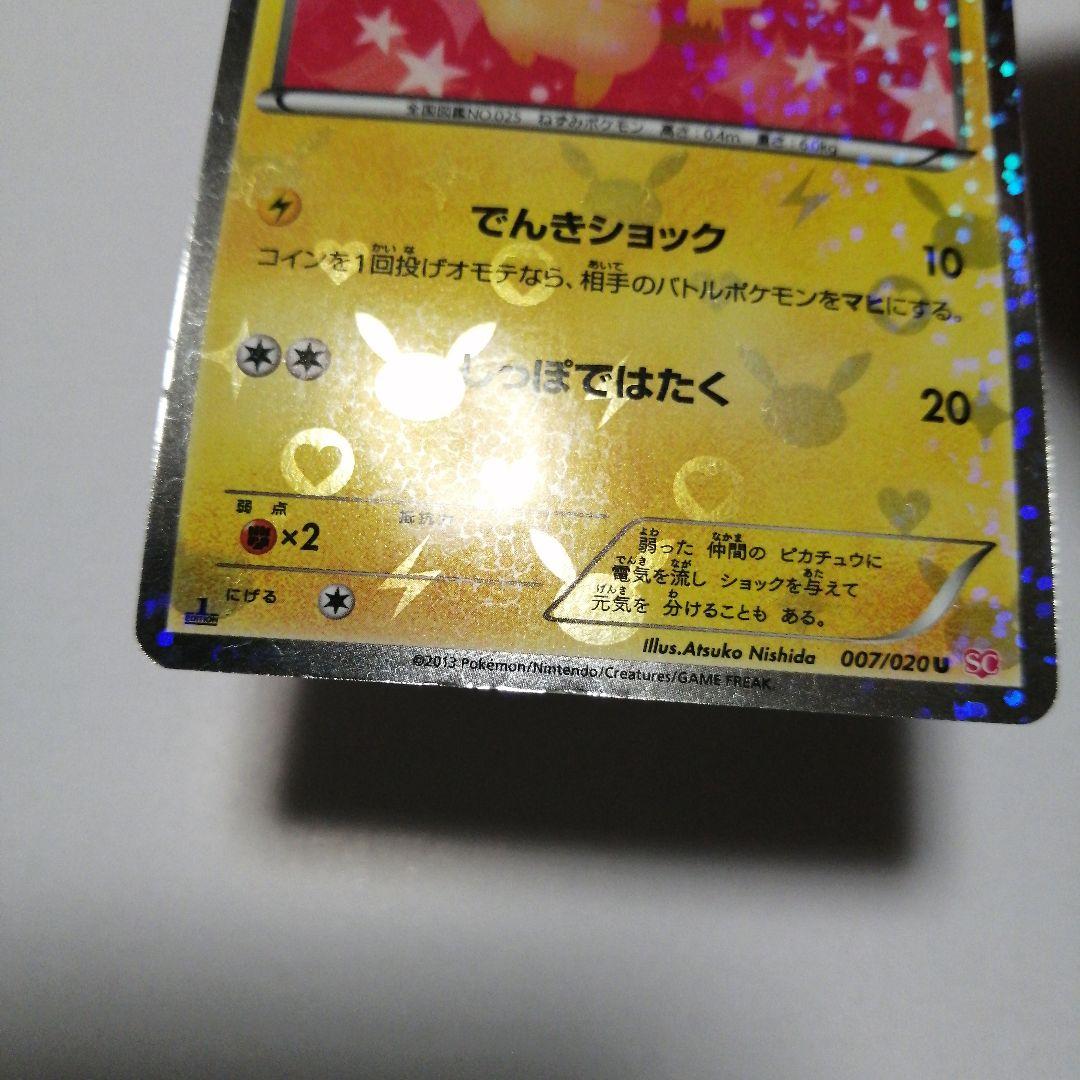 全国図鑑NO.025 ねずみポケモン 高さ:0.4m 重さ:6.0kg
でんきショック 10
コインを1回投げオモテなら、相手のバトルポケモンをマヒにする。
しっぽではたく 20
弱点 抵抗力
×2
にげる
弱った 仲間の ピカチュウに
電気を流し ショックを与えて
元気を 分けることも ある。
1 EDITION
Illus.Atsuko Nishida 007/020 U SC
©2013 Pokémon/Nintendo/Creatures/GAME FREAK.